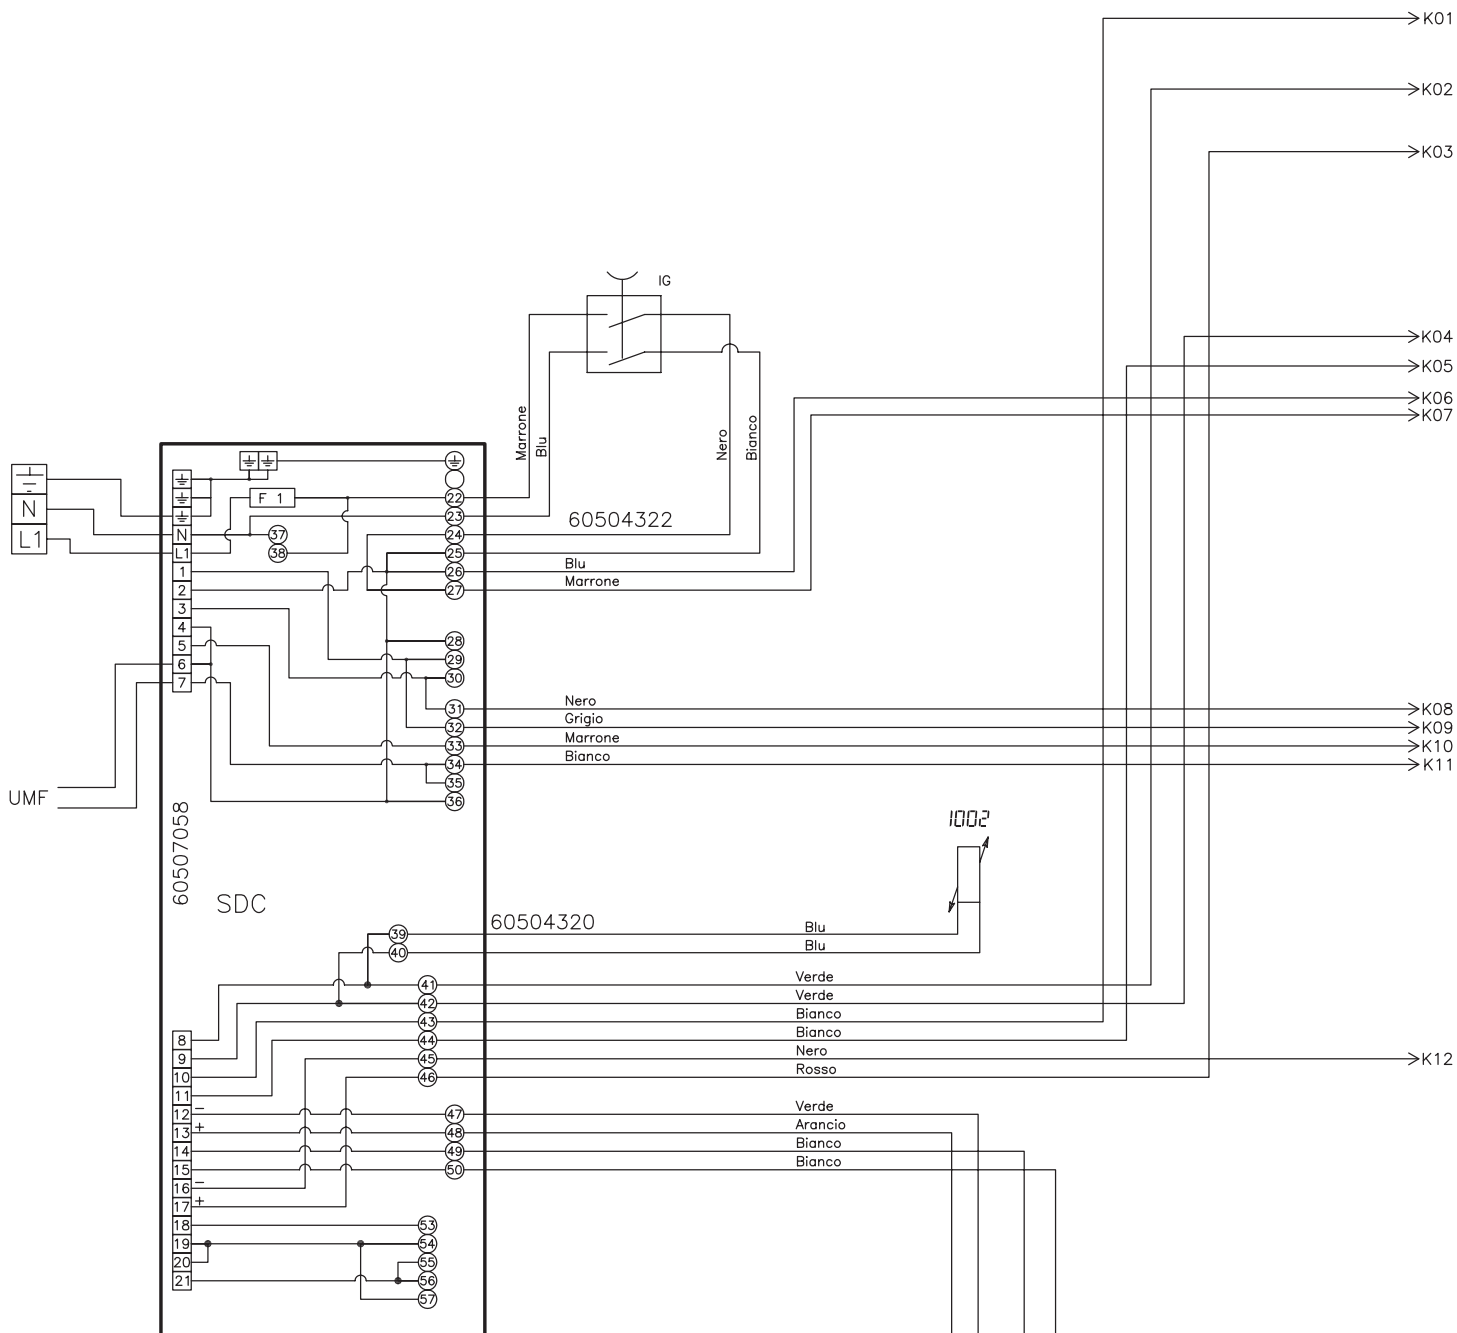 K01
K02
K03
IG
K04
K05
K06
K07
Marrone
Blu
Nero
Bianco
N
L1
F 1
N
L1
1
2
3
4
5
6
7
37
38
22
23
24
25
26
27
28
29
30
31
32
33
34
35
36
60504322
Blu
Marrone
Nero
Grigio
Marrone
Bianco
K08
K09
K10
K11
UMF
60507058
SDC
1002
60504320
39
40
Blu
Blu
41
42
43
44
45
46
Verde
Verde
Bianco
Bianco
Nero
Rosso
K12
8
9
10
11
12 -
13 +
14
15
16 -
17 +
18
19
20
21
47
48
49
50
Verde
Arancio
Bianco
Bianco
53
54
55
56
57